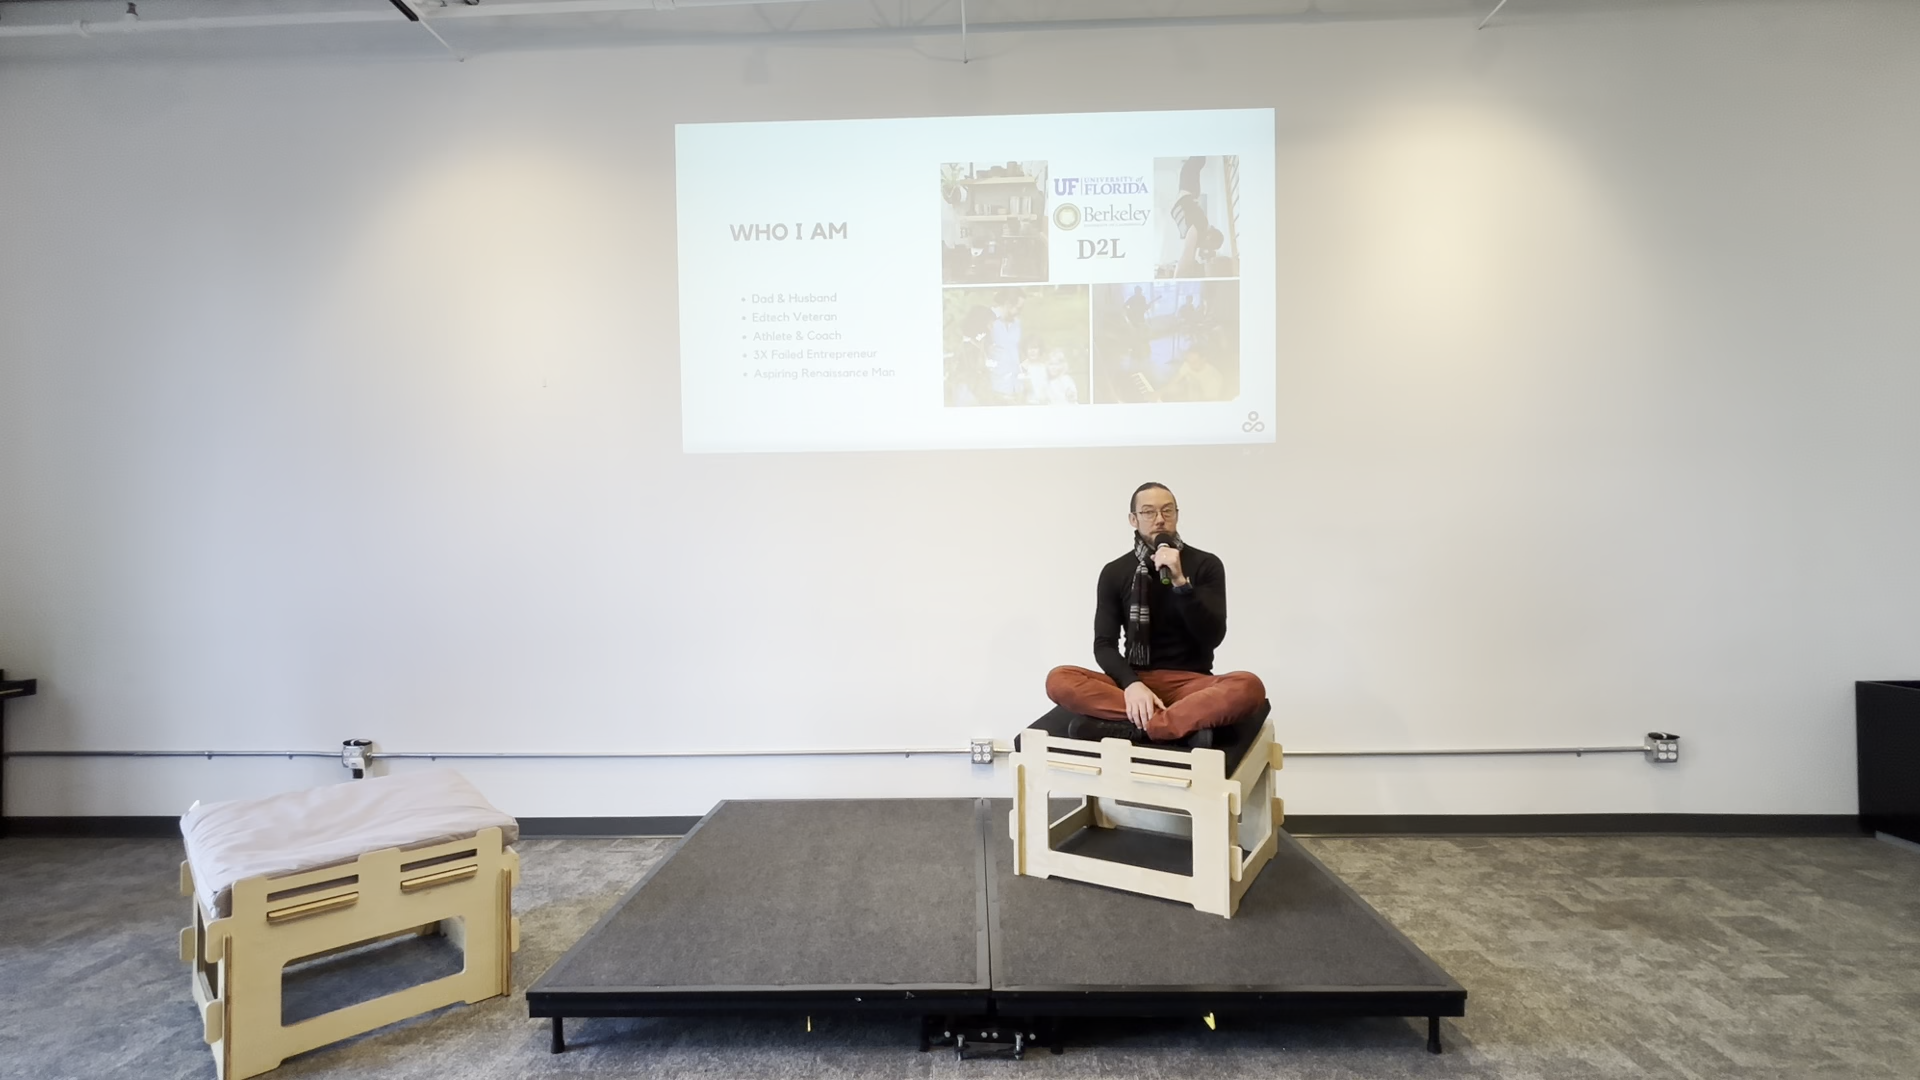 WHO I AM
• Dad & Husband
• Edtech Veteran
• Athlete & Coach
• 3X Failed Entrepreneur
• Aspiring Renaissance Man
UF UNIVERSITY of
FLORIDA
Berkeley
D2L